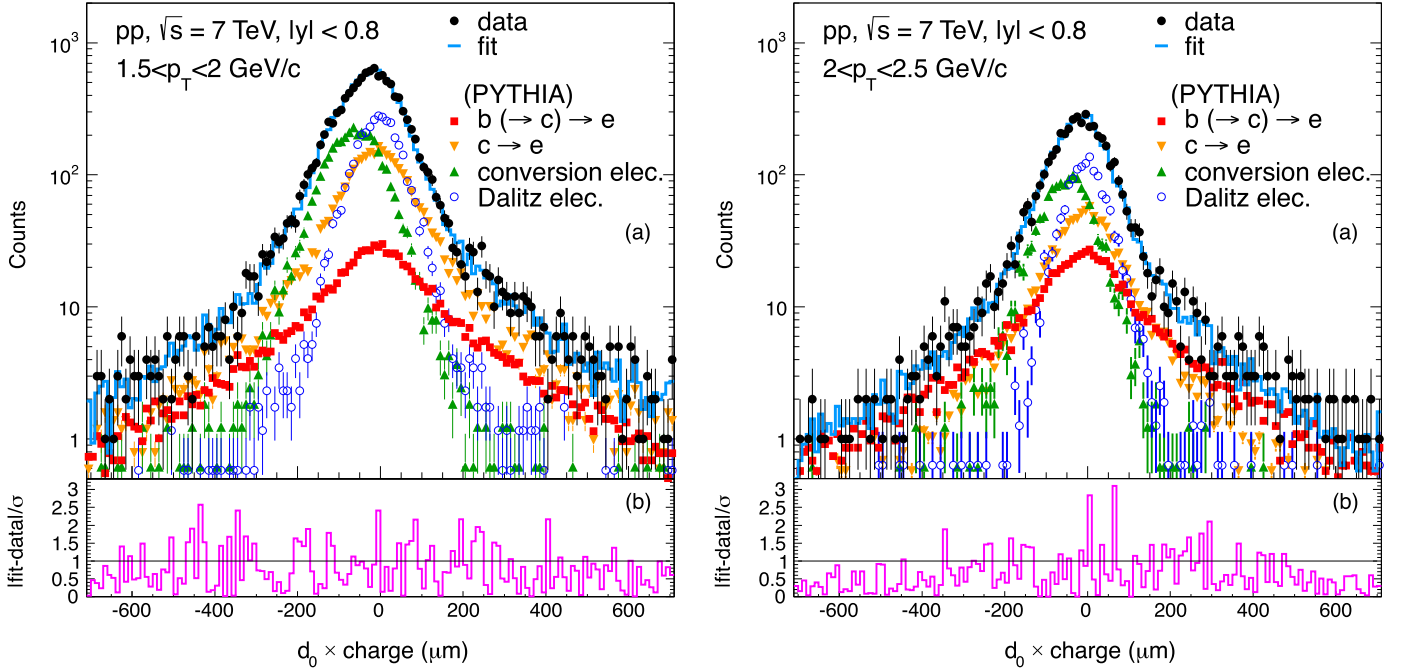 pp, √s = 7 TeV, |y| < 0.8
1.5<p_T<2 GeV/c
data
fit
(PYTHIA)
b (→ c) → e
c → e
conversion elec.
Dalitz elec.
(a)
Counts
10³
10²
10
1
(b)
|fit-data|/σ
3
2.5
2
1.5
1
0.5
0
-600 -400 -200 0 200 400 600
d₀ × charge (μm)
pp, √s = 7 TeV, |y| < 0.8
2<p_T<2.5 GeV/c
data
fit
(PYTHIA)
b (→ c) → e
c → e
conversion elec.
Dalitz elec.
(a)
Counts
10³
10²
10
1
(b)
|fit-data|/σ
3
2.5
2
1.5
1
0.5
0
-600 -400 -200 0 200 400 600
d₀ × charge (μm)